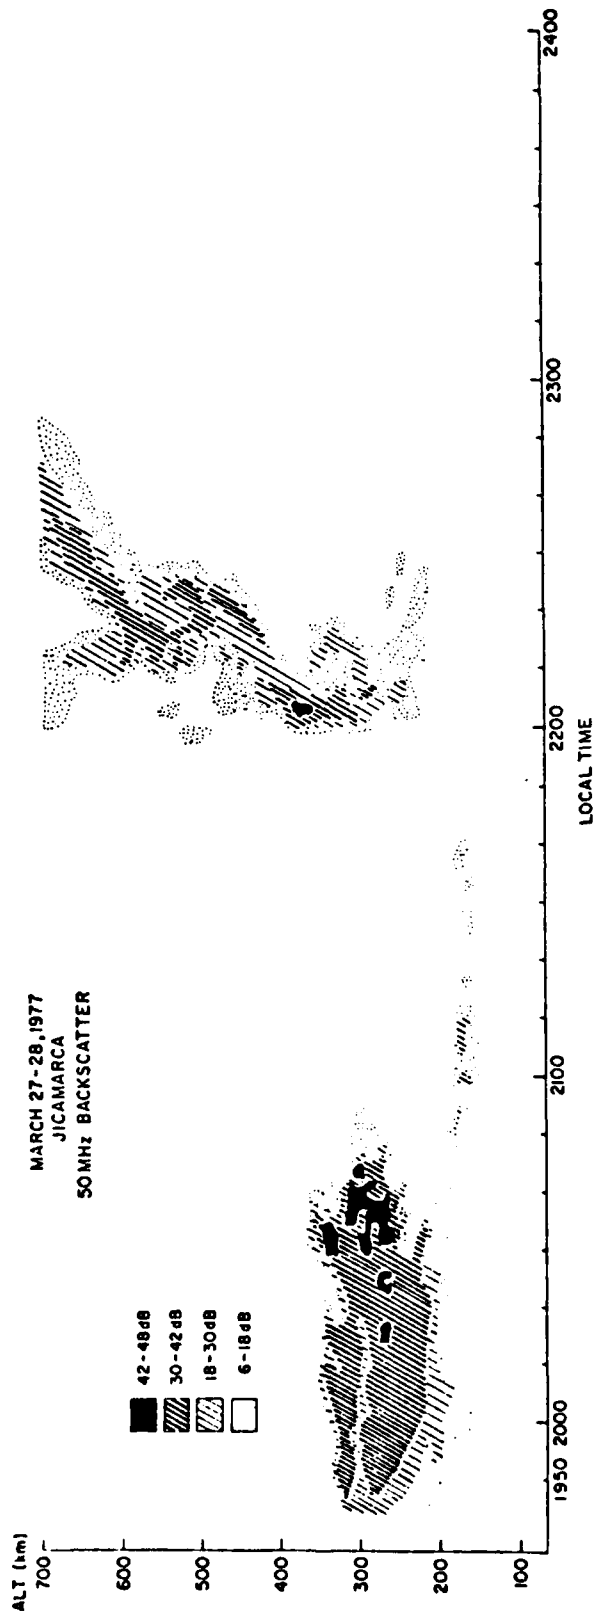 MARCH 27-28, 1977
JICAMARCA
50 MHz BACKSCATTER
42-48dB
30-42dB
18-30dB
6-18dB
ALT (km)
700
600
500
400
300
200
100
1950 2000 2100 2200 2300 2400
LOCAL TIME